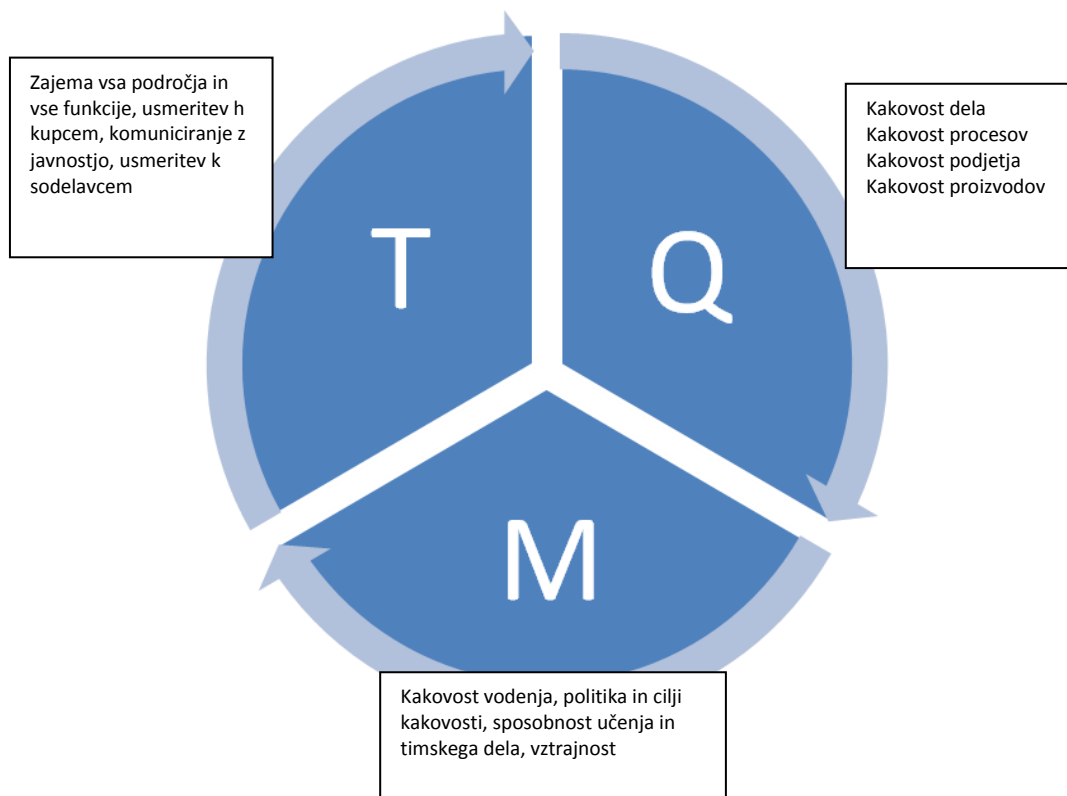 Zajema vsa področja in
vse funkcije, usmeritev h
kupcem, komuniciranje z
javnostjo, usmeritev k
sodelavcem
Kakovost dela
Kakovost procesov
Kakovost podjetja
Kakovost proizvodov
T
Q
M
Kakovost vodenja, politika in cilji
kakovosti, sposobnost učenja in
timskega dela, vztrajnost